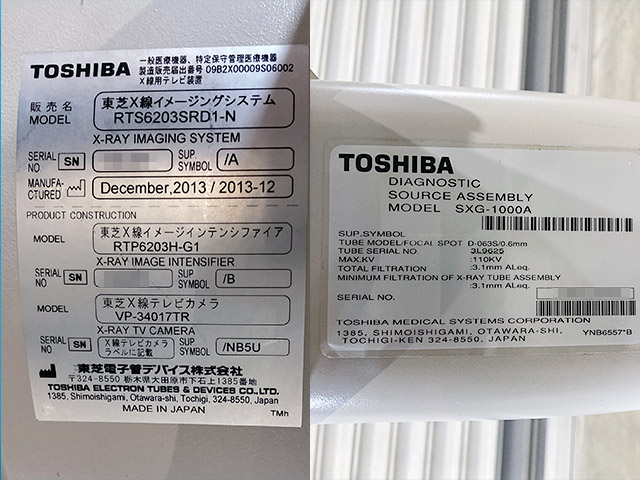 TOSHIBA
一般医療機器、特定保守管理医療機器
製造販売届出番号 09B2X00009S06002
X線用テレビ装置
販売名
MODEL
東芝X線イメージングシステム
RTS6203SRD1-N
X-RAY IMAGING SYSTEM
SERIAL NO SN
SUP SYMBOL /A
MANUFA-CTURED December,2013 / 2013-12
PRODUCT CONSTRUCTION
MODEL
東芝X線イメージインテンシファイア
RTP6203H-G1
X-RAY IMAGE INTENSIFIER
SERIAL NO SN
SUP SYMBOL /B
MODEL
東芝X線テレビカメラ
VP-34017TR
X-RAY TV CAMERA
SERIAL NO SN
X線テレビカメラ
ラベルに記載
SUP SYMBOL /NB5U
東芝電子管デバイス株式会社
〒324-8550 栃木県大田原市下石上1385番地
TOSHIBA ELECTRON TUBES & DEVICES CO.,LTD.
1385, Shimoishigami, Otawara-shi, Tochigi, 324-8550, Japan
MADE IN JAPAN
TMh
TOSHIBA
DIAGNOSTIC
SOURCE ASSEMBLY
MODEL SXG-1000A
SUP.SYMBOL
TUBE MODEL/FOCAL SPOT D-063S/0.6mm
TUBE SERIAL NO. :3L9625
MAX.KV :110KV
TOTAL FILTRATION :3.1mm ALeq.
MINIMUM FILTRATION OF X-RAY TUBE ASSEMBLY
:3.1mm ALeq.
SERIAL NO.
TOSHIBA MEDICAL SYSTEMS CORPORATION
1385, SHIMOISHIGAMI, OTAWARA-SHI,
TOCHIGI-KEN 324-8550, JAPAN
YNB6557*B